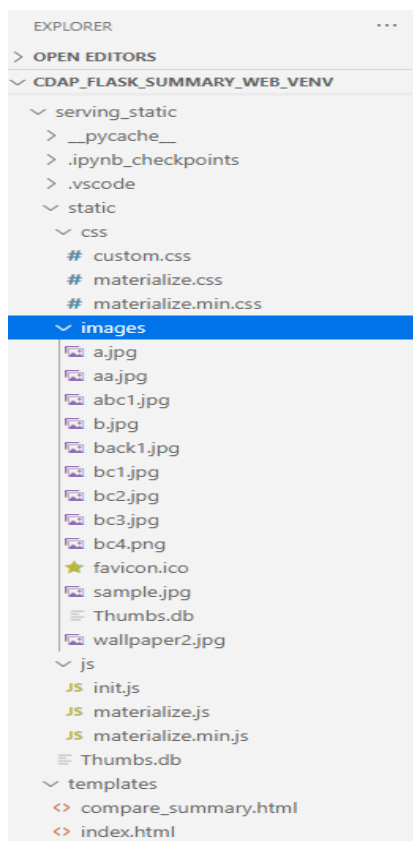 EXPLORER ...
> OPEN EDITORS
CDAP_FLASK_SUMMARY_WEB_VENV
serving_static
> __pycache__
> .ipynb_checkpoints
> .vscode
static
css
# custom.css
# materialize.css
# materialize.min.css
images
a.jpg
aa.jpg
abc1.jpg
b.jpg
back1.jpg
bc1.jpg
bc2.jpg
bc3.jpg
bc4.png
favicon.ico
sample.jpg
Thumbs.db
wallpaper2.jpg
js
JS init.js
JS materialize.js
JS materialize.min.js
Thumbs.db
templates
<> compare_summary.html
<> index.html